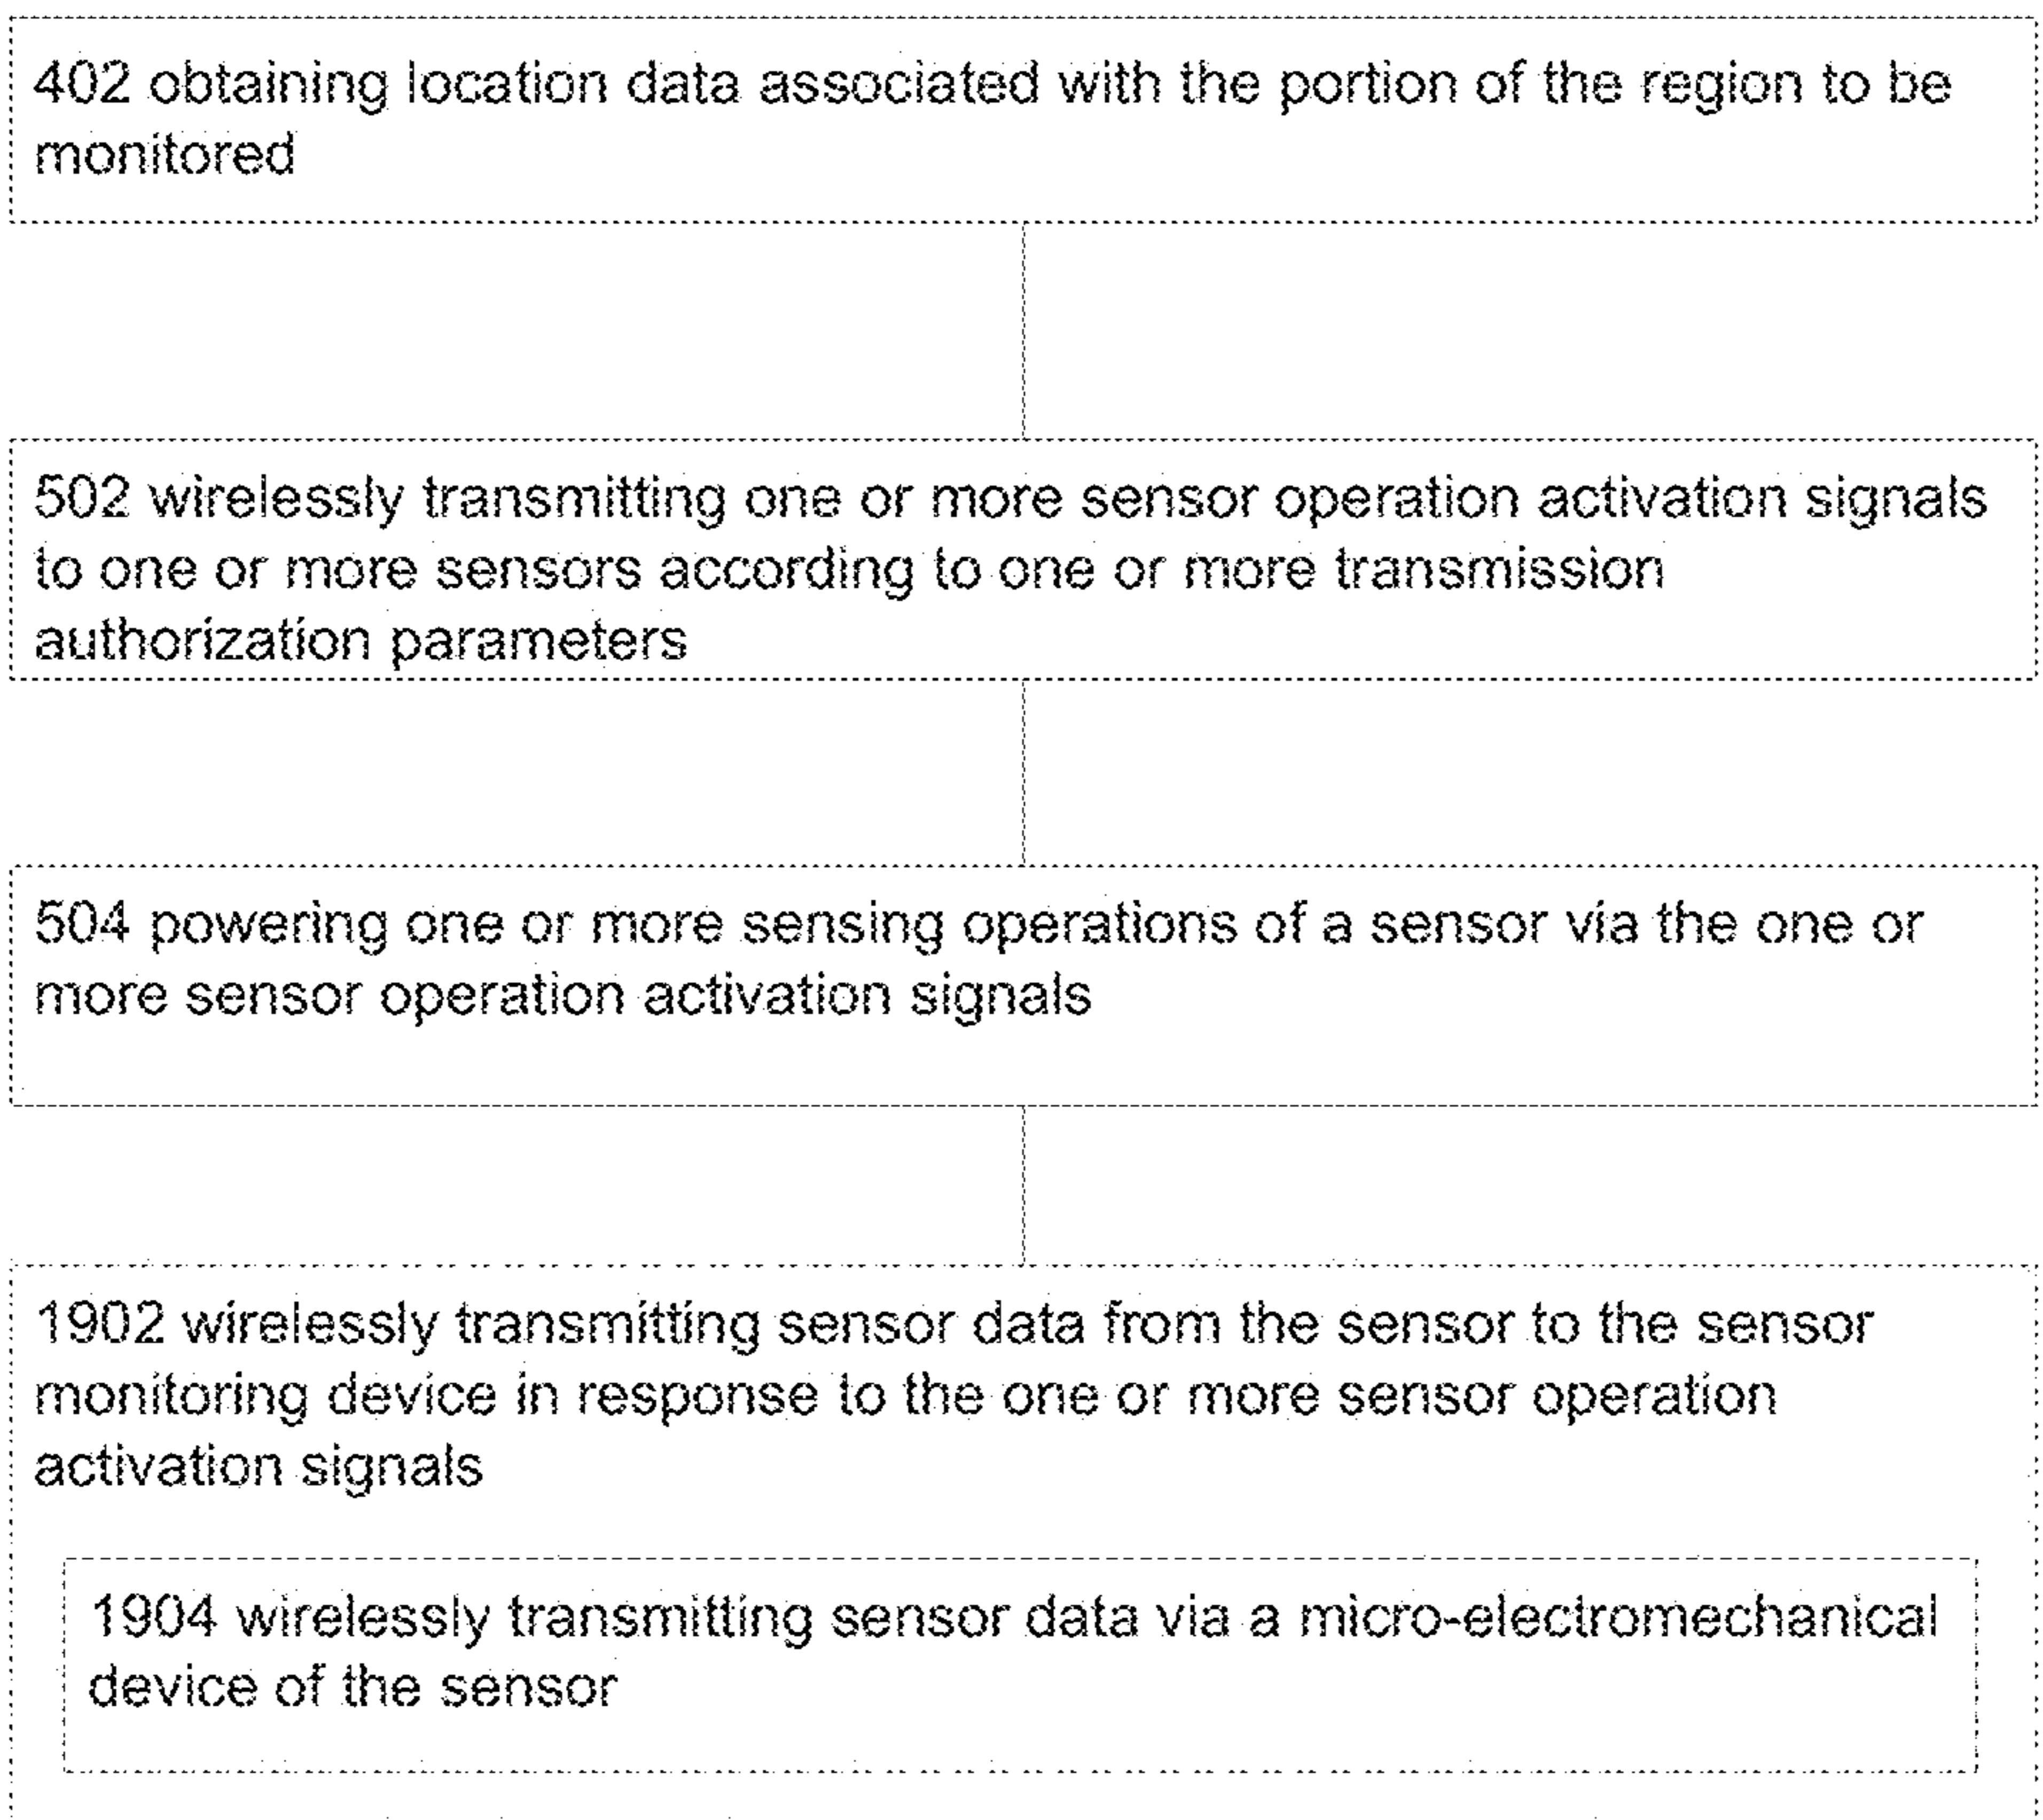 402 obtaining location data associated with the portion of the region to be
monitored
502 wirelessly transmitting one or more sensor operation activation signals
to one or more sensors according to one or more transmission
authorization parameters
504 powering one or more sensing operations of a sensor via the one or
more sensor operation activation signals
1902 wirelessly transmitting sensor data from the sensor to the sensor
monitoring device in response to the one or more sensor operation
activation signals
1904 wirelessly transmitting sensor data via a micro-electromechanical
device of the sensor